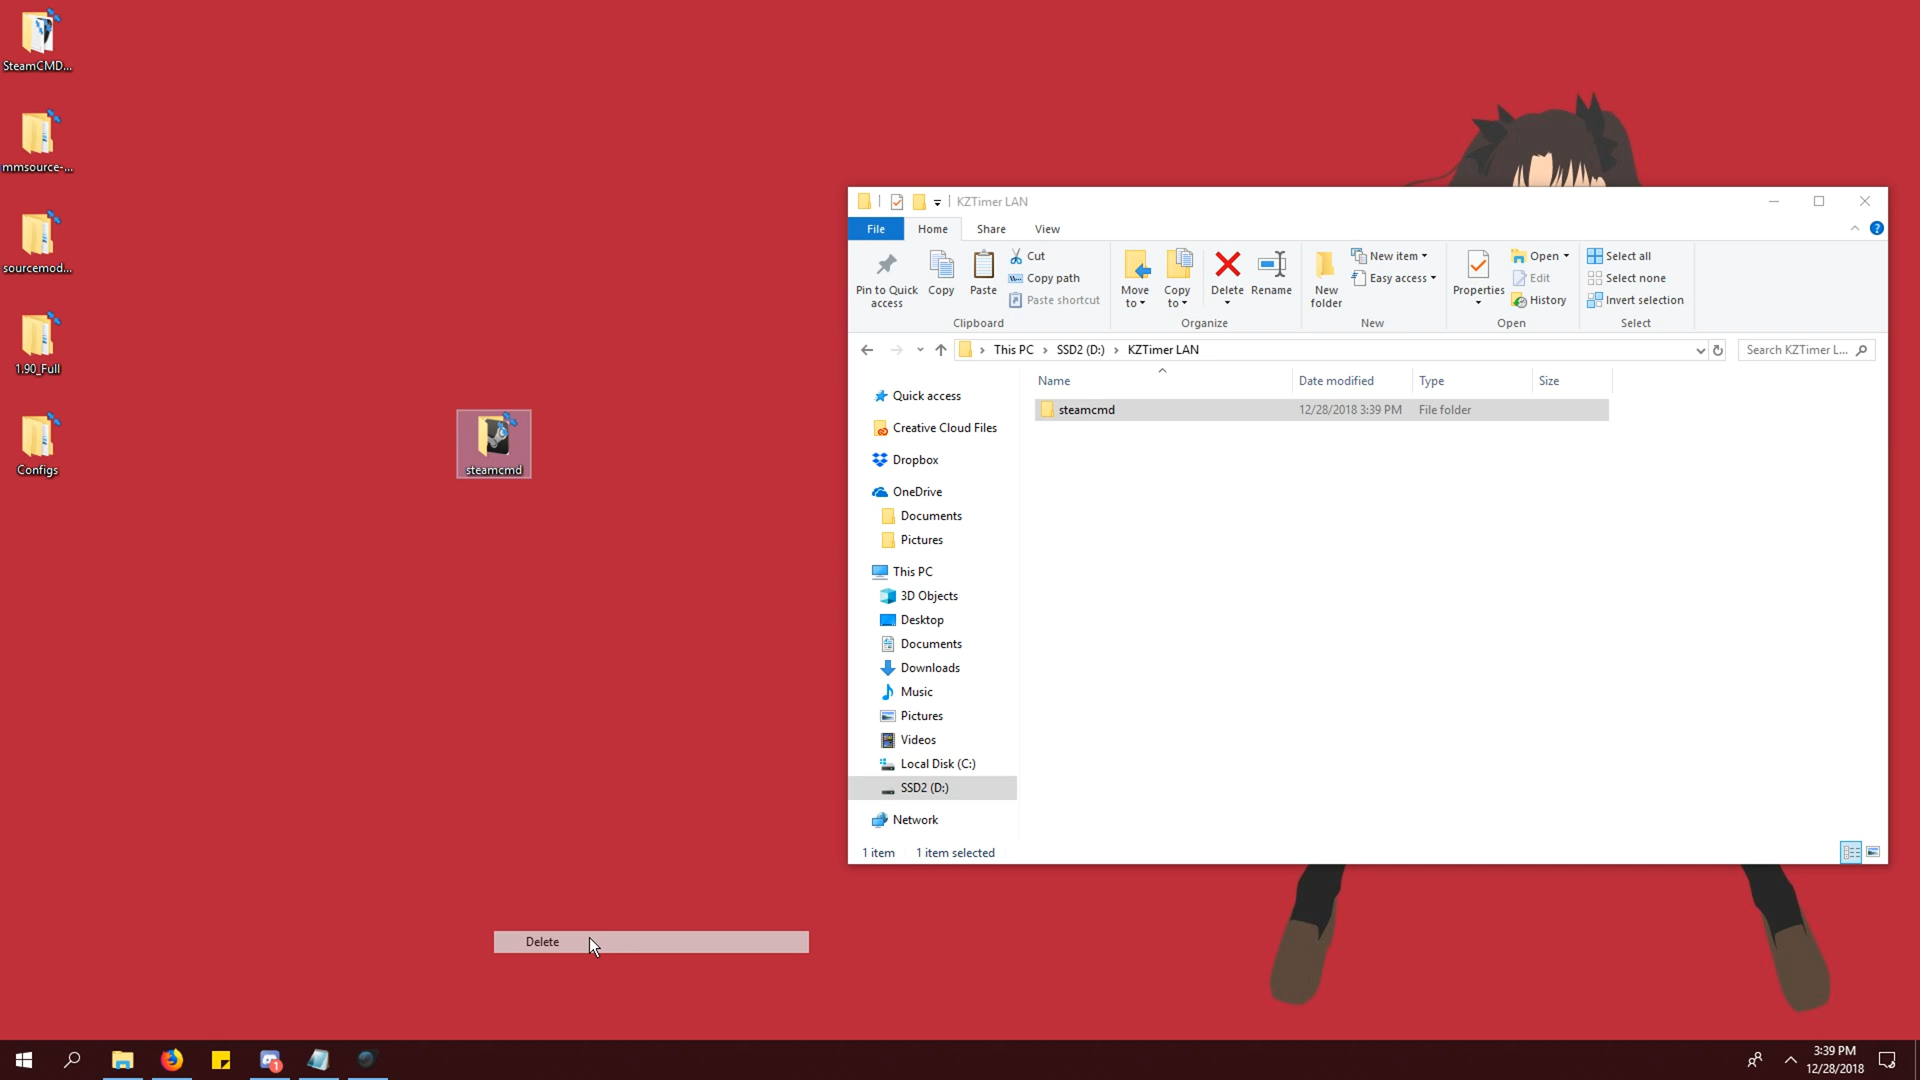 SteamCMD...
mmsource-...
sourcemod...
1.90_Full
Configs
steamcmd
Delete
KZTimer LAN
File
Home
Share
View
Pin to Quick
access
Copy
Paste
Cut
Copy path
Paste shortcut
Clipboard
Move
to
Copy
to
Delete
Rename
Organize
New
folder
New item
Easy access
New
Properties
Open
Edit
History
Open
Select all
Select none
Invert selection
Select
This PC
SSD2 (D:)
KZTimer LAN
Search KZTimer L...
Name
Date modified
Type
Size
steamcmd
12/28/2018 3:39 PM
File folder
Quick access
Creative Cloud Files
Dropbox
OneDrive
Documents
Pictures
This PC
3D Objects
Desktop
Documents
Downloads
Music
Pictures
Videos
Local Disk (C:)
SSD2 (D:)
Network
1 item
1 item selected
1
3:39 PM
12/28/2018